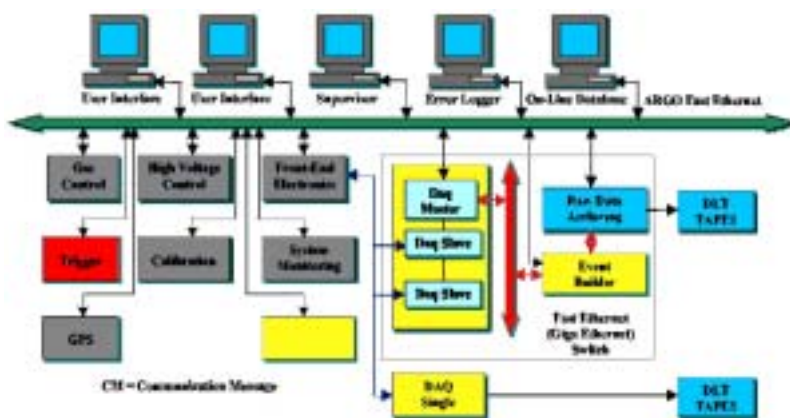 User Interface
User Interface
Supervisor
Error Logger
On-Line Database
ARGO Fast Ethernet
Gas
Control
High Voltage
Control
Front-End
Electronics
Daq
Master
Raw Data
Archiving
DLT
TAPES
Trigger
Calibration
System
Monitoring
Daq Slave
Event
Builder
Daq Slave
GPS
Fast Ethernet
(Giga Ethernet)
Switch
CM = Communication Message
DAQ
Single
DLT
TAPES